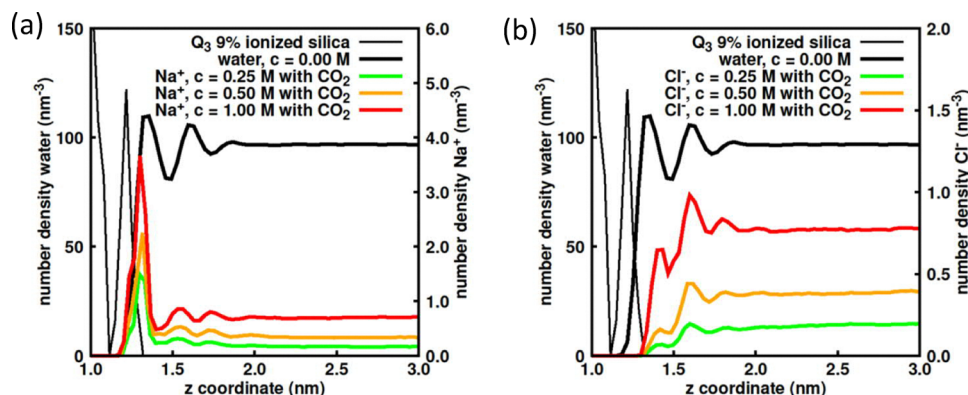 (a)
number density water (nm⁻³)
150
100
50
0
Q₃ 9% ionized silica
water, c = 0.00 M
Na⁺, c = 0.25 M with CO₂
Na⁺, c = 0.50 M with CO₂
Na⁺, c = 1.00 M with CO₂
6.0
5.0
4.0
3.0
2.0
1.0
0.0
number density Na⁺ (nm⁻³)
1.0 1.5 2.0 2.5 3.0
z coordinate (nm)
(b)
number density water (nm⁻³)
150
100
50
0
Q₃ 9% ionized silica
water, c = 0.00 M
Cl⁻, c = 0.25 M with CO₂
Cl⁻, c = 0.50 M with CO₂
Cl⁻, c = 1.00 M with CO₂
2.0
1.5
1.0
0.5
0.0
number density Cl⁻ (nm⁻³)
1.0 1.5 2.0 2.5 3.0
z coordinate (nm)